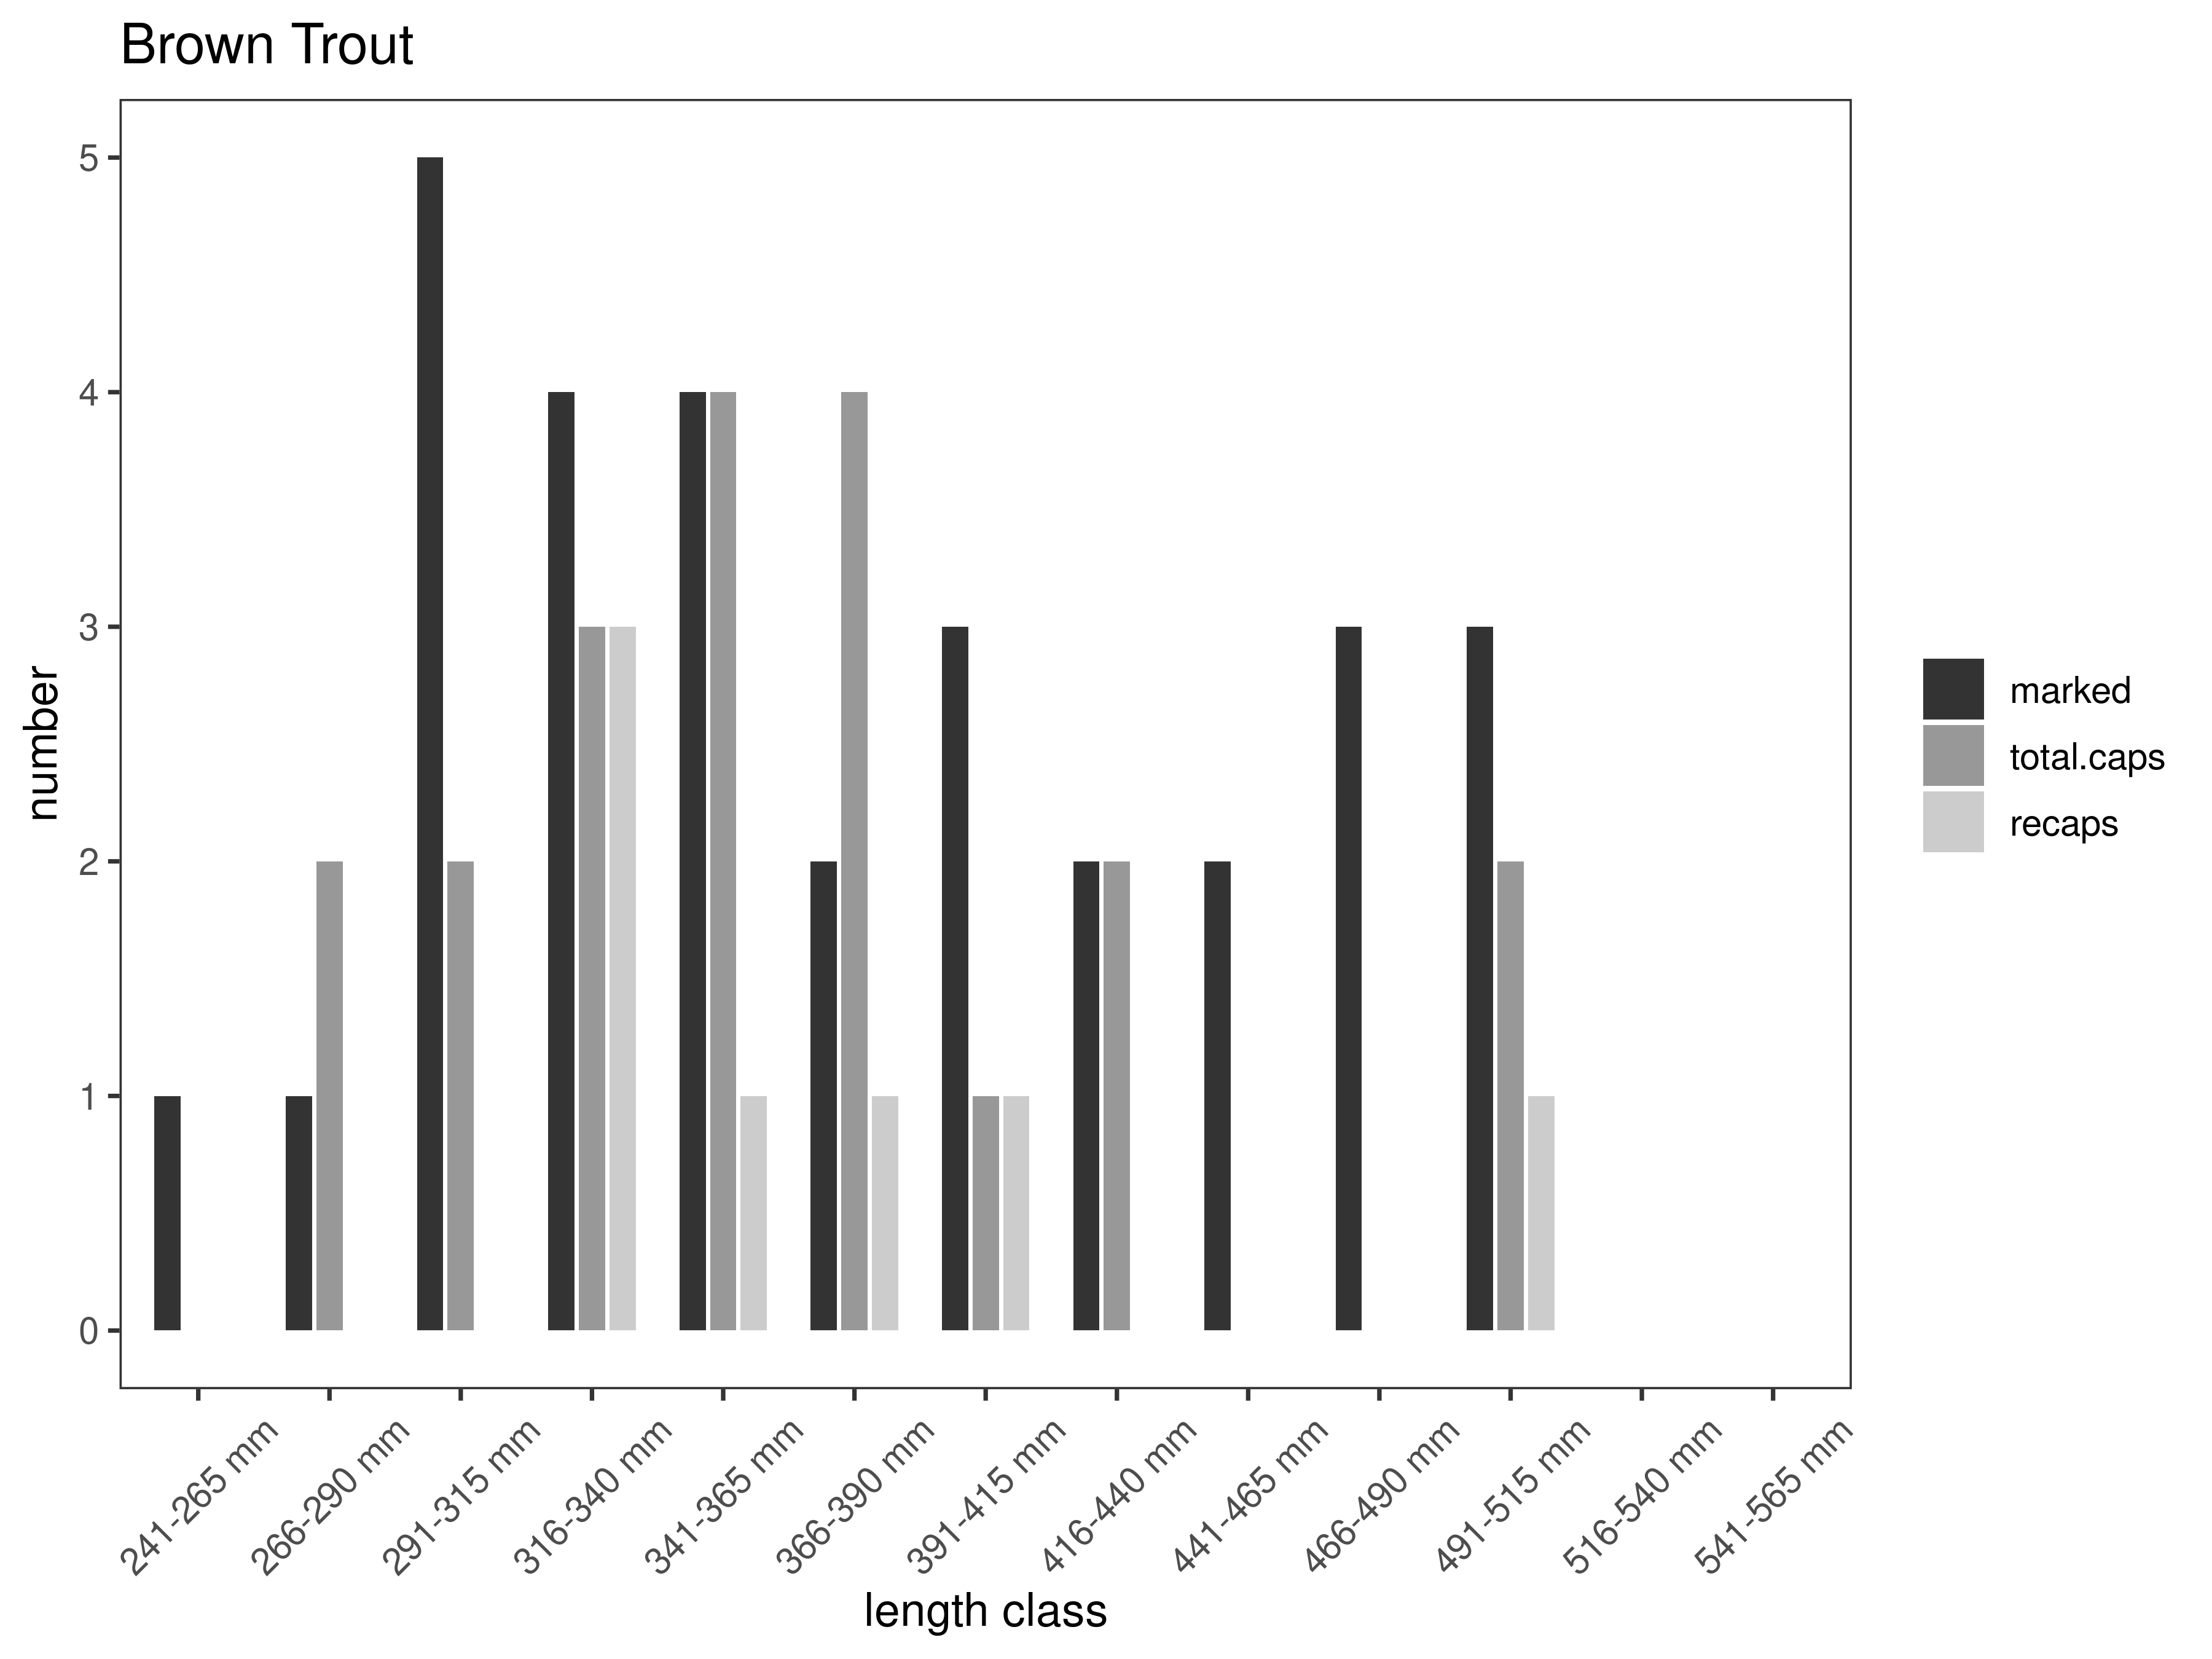 Brown Trout
5
4
3
2
1
0
number
241-265 mm
266-290 mm
291-315 mm
316-340 mm
341-365 mm
366-390 mm
391-415 mm
416-440 mm
441-465 mm
466-490 mm
491-515 mm
516-540 mm
541-565 mm
length class
marked
total.caps
recaps